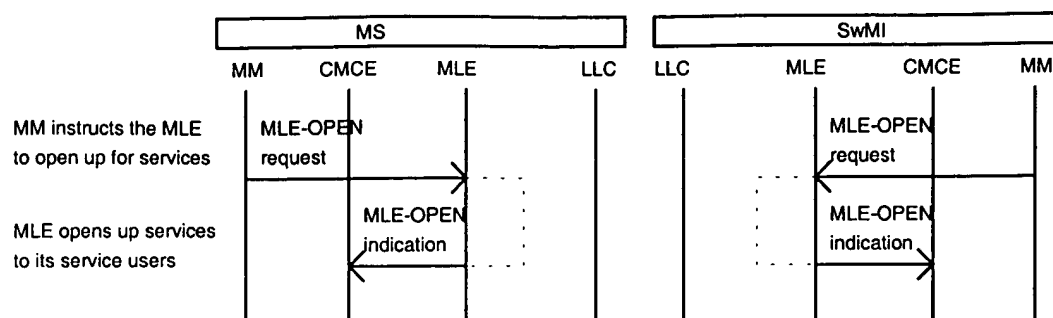 MS
SwMI
MM CMCE MLE LLC LLC MLE CMCE MM
MM instructs the MLE
to open up for services
MLE-OPEN
request
MLE-OPEN
request
MLE opens up services
to its service users
MLE-OPEN
indication
MLE-OPEN
indication